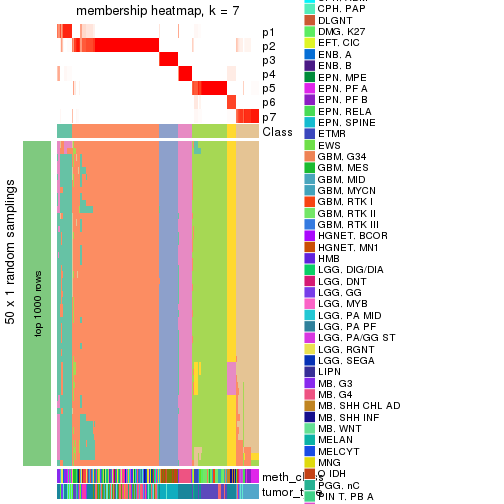 membership heatmap, k = 7
p1
p2
p3
p4
p5
p6
p7
Class
50 x 1 random samplings
top 1000 rows
CPH. PAP
DLGNT
DMG. K27
EFT. CIC
ENB. A
ENB. B
EPN. MPE
EPN. PF A
EPN. PF B
EPN. RELA
EPN. SPINE
ETMR
EWS
GBM. G34
GBM. MES
GBM. MID
GBM. MYCN
GBM. RTK I
GBM. RTK II
GBM. RTK III
HGNET. BCOR
HGNET. MN1
HMB
LGG. DIG/DIA
LGG. DNT
LGG. GG
LGG. MYB
LGG. PA MID
LGG. PA PF
LGG. PA/GG ST
LGG. RGNT
LGG. SEGA
LIPN
MB. G3
MB. G4
MB. SHH CHL AD
MB. SHH INF
MB. WNT
MELAN
MELCYT
MNG
O IDH
PGG. nC
PIN T. PB A